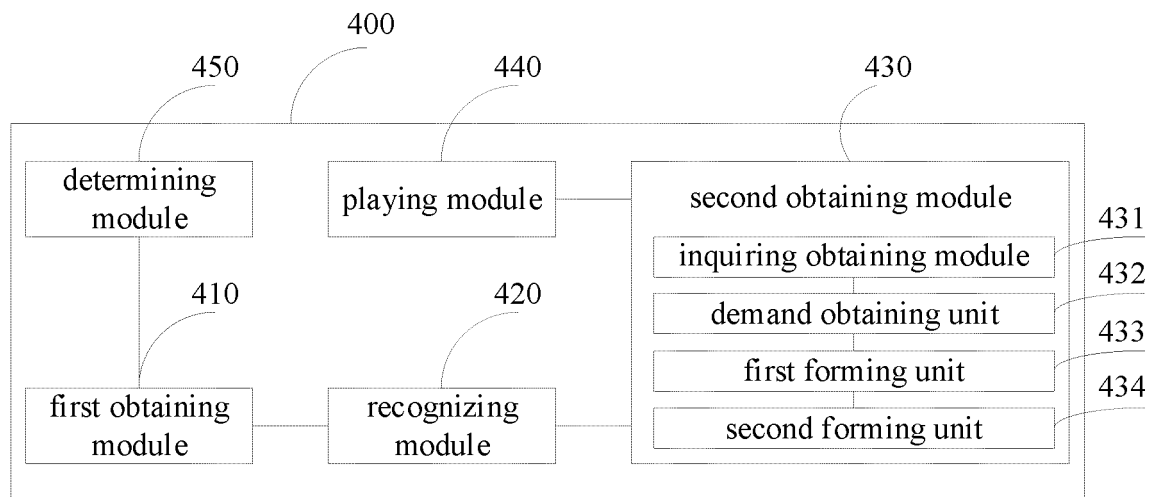 400
450
440
430
determining
module
playing module
second obtaining module
431
inquiring obtaining module
432
demand obtaining unit
410
420
433
first forming unit
434
first obtaining
module
recognizing
module
second forming unit